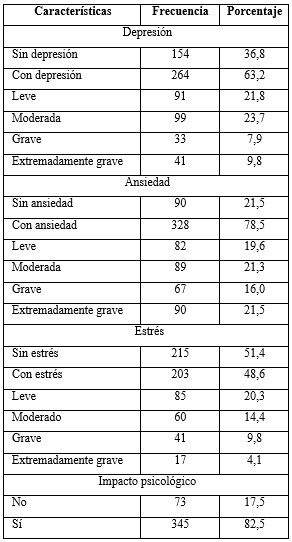 Características Frecuencia Porcentaje
Depresión
Sin depresión 154 36,8
Con depresión 264 63,2
Leve 91 21,8
Moderada 99 23,7
Grave 33 7,9
Extremadamente grave 41 9,8
Ansiedad
Sin ansiedad 90 21,5
Con ansiedad 328 78,5
Leve 82 19,6
Moderada 89 21,3
Grave 67 16,0
Extremadamente grave 90 21,5
Estrés
Sin estrés 215 51,4
Con estrés 203 48,6
Leve 85 20,3
Moderado 60 14,4
Grave 41 9,8
Extremadamente grave 17 4,1
Impacto psicológico
No 73 17,5
Sí 345 82,5